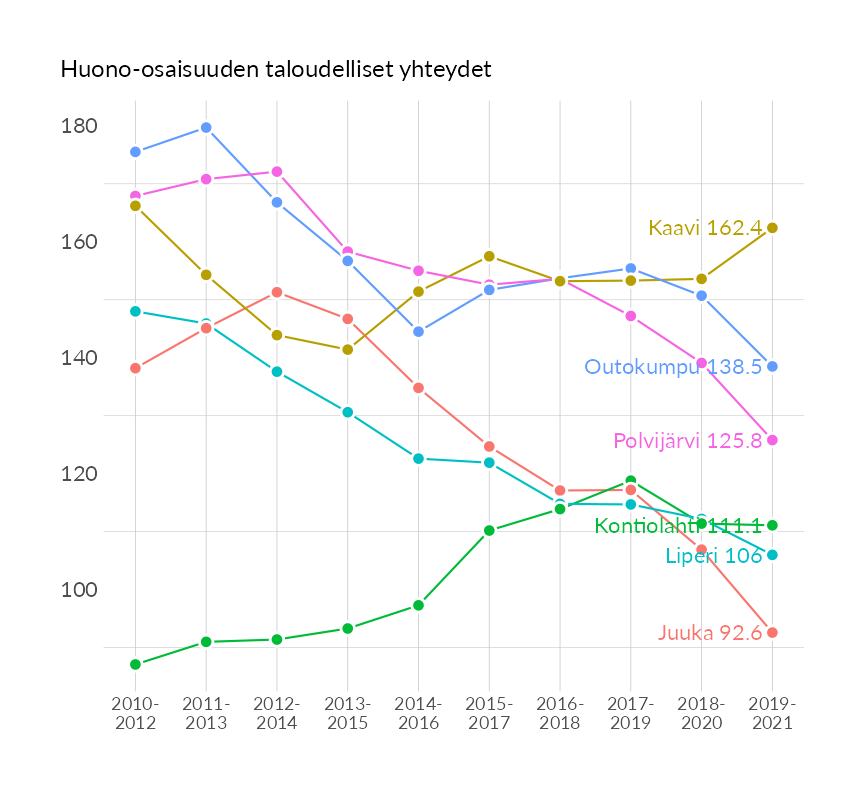 Huono-osaisuuden taloudelliset yhteydet
180
160
140
120
100
Kaavi 162.4
Outokumpu 138.5
Polvijärvi 125.8
Kontiolahti 111.1
Liperi 106
Juuka 92.6
2010- 2011- 2012- 2013- 2014- 2015- 2016- 2017- 2018- 2019-
2012 2013 2014 2015 2016 2017 2018 2019 2020 2021